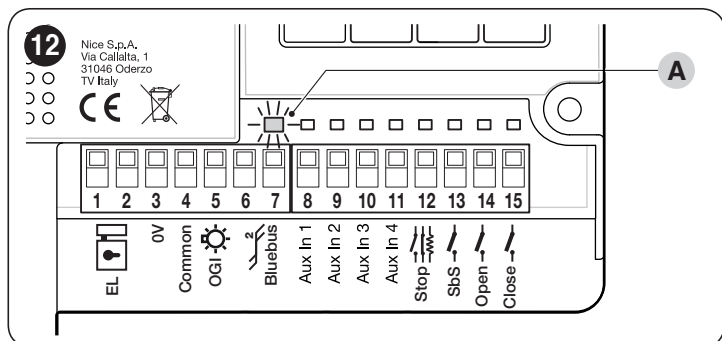 12
Nice S.p.A.
Via Callalta, 1
31046 Oderzo
TV Italy
CE
A
1 2 3 4 5 6 7 8 9 10 11 12 13 14 15
EL
0V
Common
OGI
2
Bluebus
Aux In 1
Aux In 2
Aux In 3
Aux In 4
Stop
SbS
Open
Close